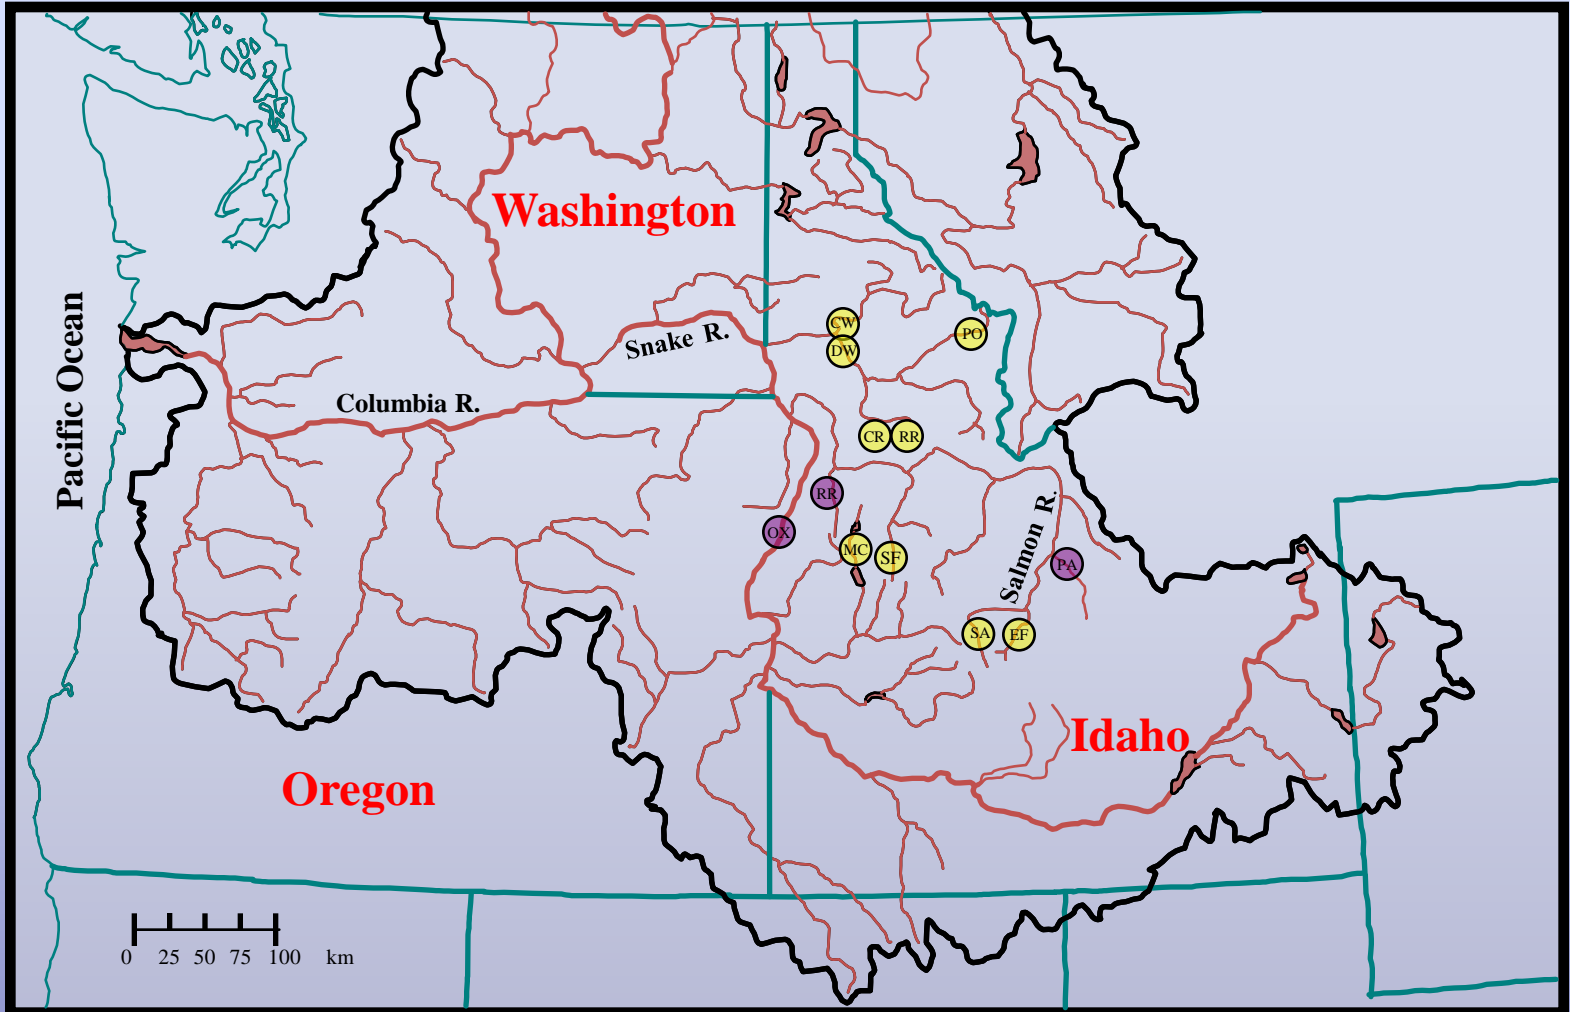 Washington
Snake R.
CW
DW
PO
Pacific Ocean
Columbia R.
CR
RR
RR
OX
MC
SF
Salmon R.
PA
SA
EF
Idaho
Oregon
0 25 50 75 100 km